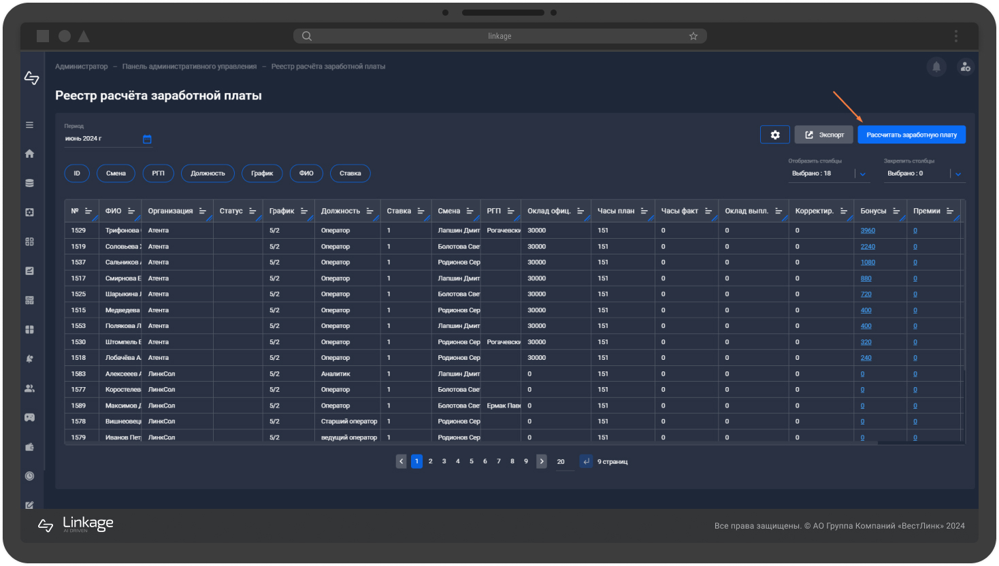 linkage
Администратор – Панель административного управления – Реестр расчёта заработной платы
Реестр расчёта заработной платы
Период
июнь 2024 г
Экспорт
Рассчитать заработную плату
Отобразить столбцы
Закрепить столбцы
Выбрано : 18
Выбрано : 0
ID Смена РГП Должность График ФИО Ставка
№ ФИО Организация Статус График Должность Ставка Смена РГП Оклад офиц. Часы план Часы факт Оклад выпл. Корректир. Бонусы Премии
1529 Трифонова Атента 5/2 Оператор 1 Лапшин Дмит Рогачевски 30000 151 0 0 0 3960 0
1519 Соловьева Атента 5/2 Оператор 1 Болотова Све 30000 151 0 0 0 2240 0
1537 Сальников Атента 5/2 Оператор 1 Родионов Сер 30000 151 0 0 0 1080 0
1517 Смирнова Е Атента 5/2 Оператор 1 Лапшин Дмит 30000 151 0 0 0 880 0
1525 Шарыкина Атента 5/2 Оператор 1 Болотова Све 30000 151 0 0 0 720 0
1515 Медведева Атента 5/2 Оператор 1 Родионов Сер 30000 151 0 0 0 400 0
1553 Полякова Л Атента 5/2 Оператор 1 Лапшин Дмит 30000 151 0 0 0 400 0
1530 Штомпель Е Атента 5/2 Оператор 1 Родионов Сер Рогачевски 30000 151 0 0 0 320 0
1518 Лобачёва А. Атента 5/2 Оператор 1 Родионов Сер 30000 151 0 0 0 240 0
1583 Алексееев ЛинкСол 5/2 Аналитик 1 Лапшин Дмит 0 151 0 0 0 0 0
1577 Коростелев ЛинкСол 5/2 Оператор 1 Болотова Све 0 151 0 0 0 0 0
1589 Максимов ЛинкСол 5/2 Оператор 1 Болотова Све Ермак Паве 0 151 0 0 0 0 0
1578 Вишневец ЛинкСол 5/2 Старший оператор 1 Родионов Сер 0 151 0 0 0 0 0
1579 Иванов Пет ЛинкСол 5/2 ведущий оператор 1 Родионов Сер 0 151 0 0 0 0 0
1 2 3 4 5 6 7 8 9 20 9 страниц
Linkage
AI DRIVEN
Все права защищены. © АО Группа Компаний «ВестЛинк» 2024